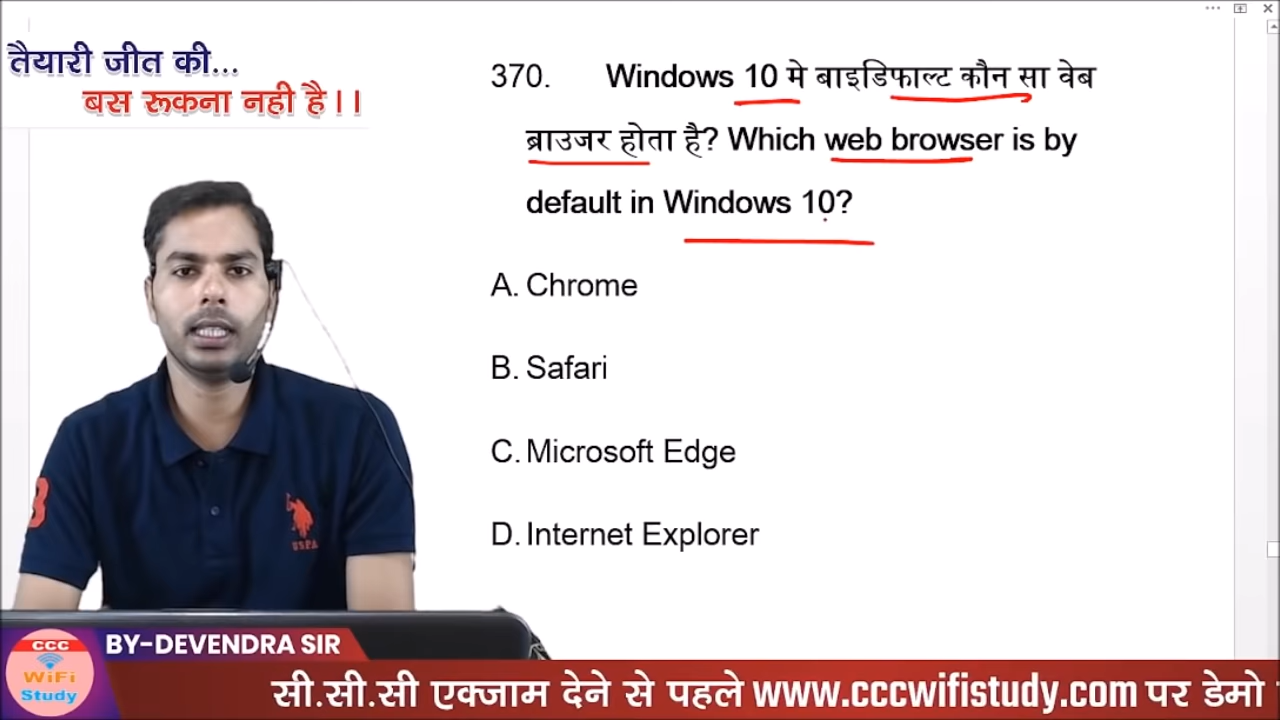 तैयारी जीत की...
बस रूकना नही है।।
370. Windows 10 मे बाइडिफाल्ट कौन सा वेब
ब्राउजर होता है? Which web browser is by
default in Windows 10?
A. Chrome
B. Safari
C. Microsoft Edge
D. Internet Explorer
USPA
BY-DEVENDRA SIR
CCC
WiFi
Study
सी.सी.सी एक्जाम देने से पहले www.cccwifistudy.com पर डेमो